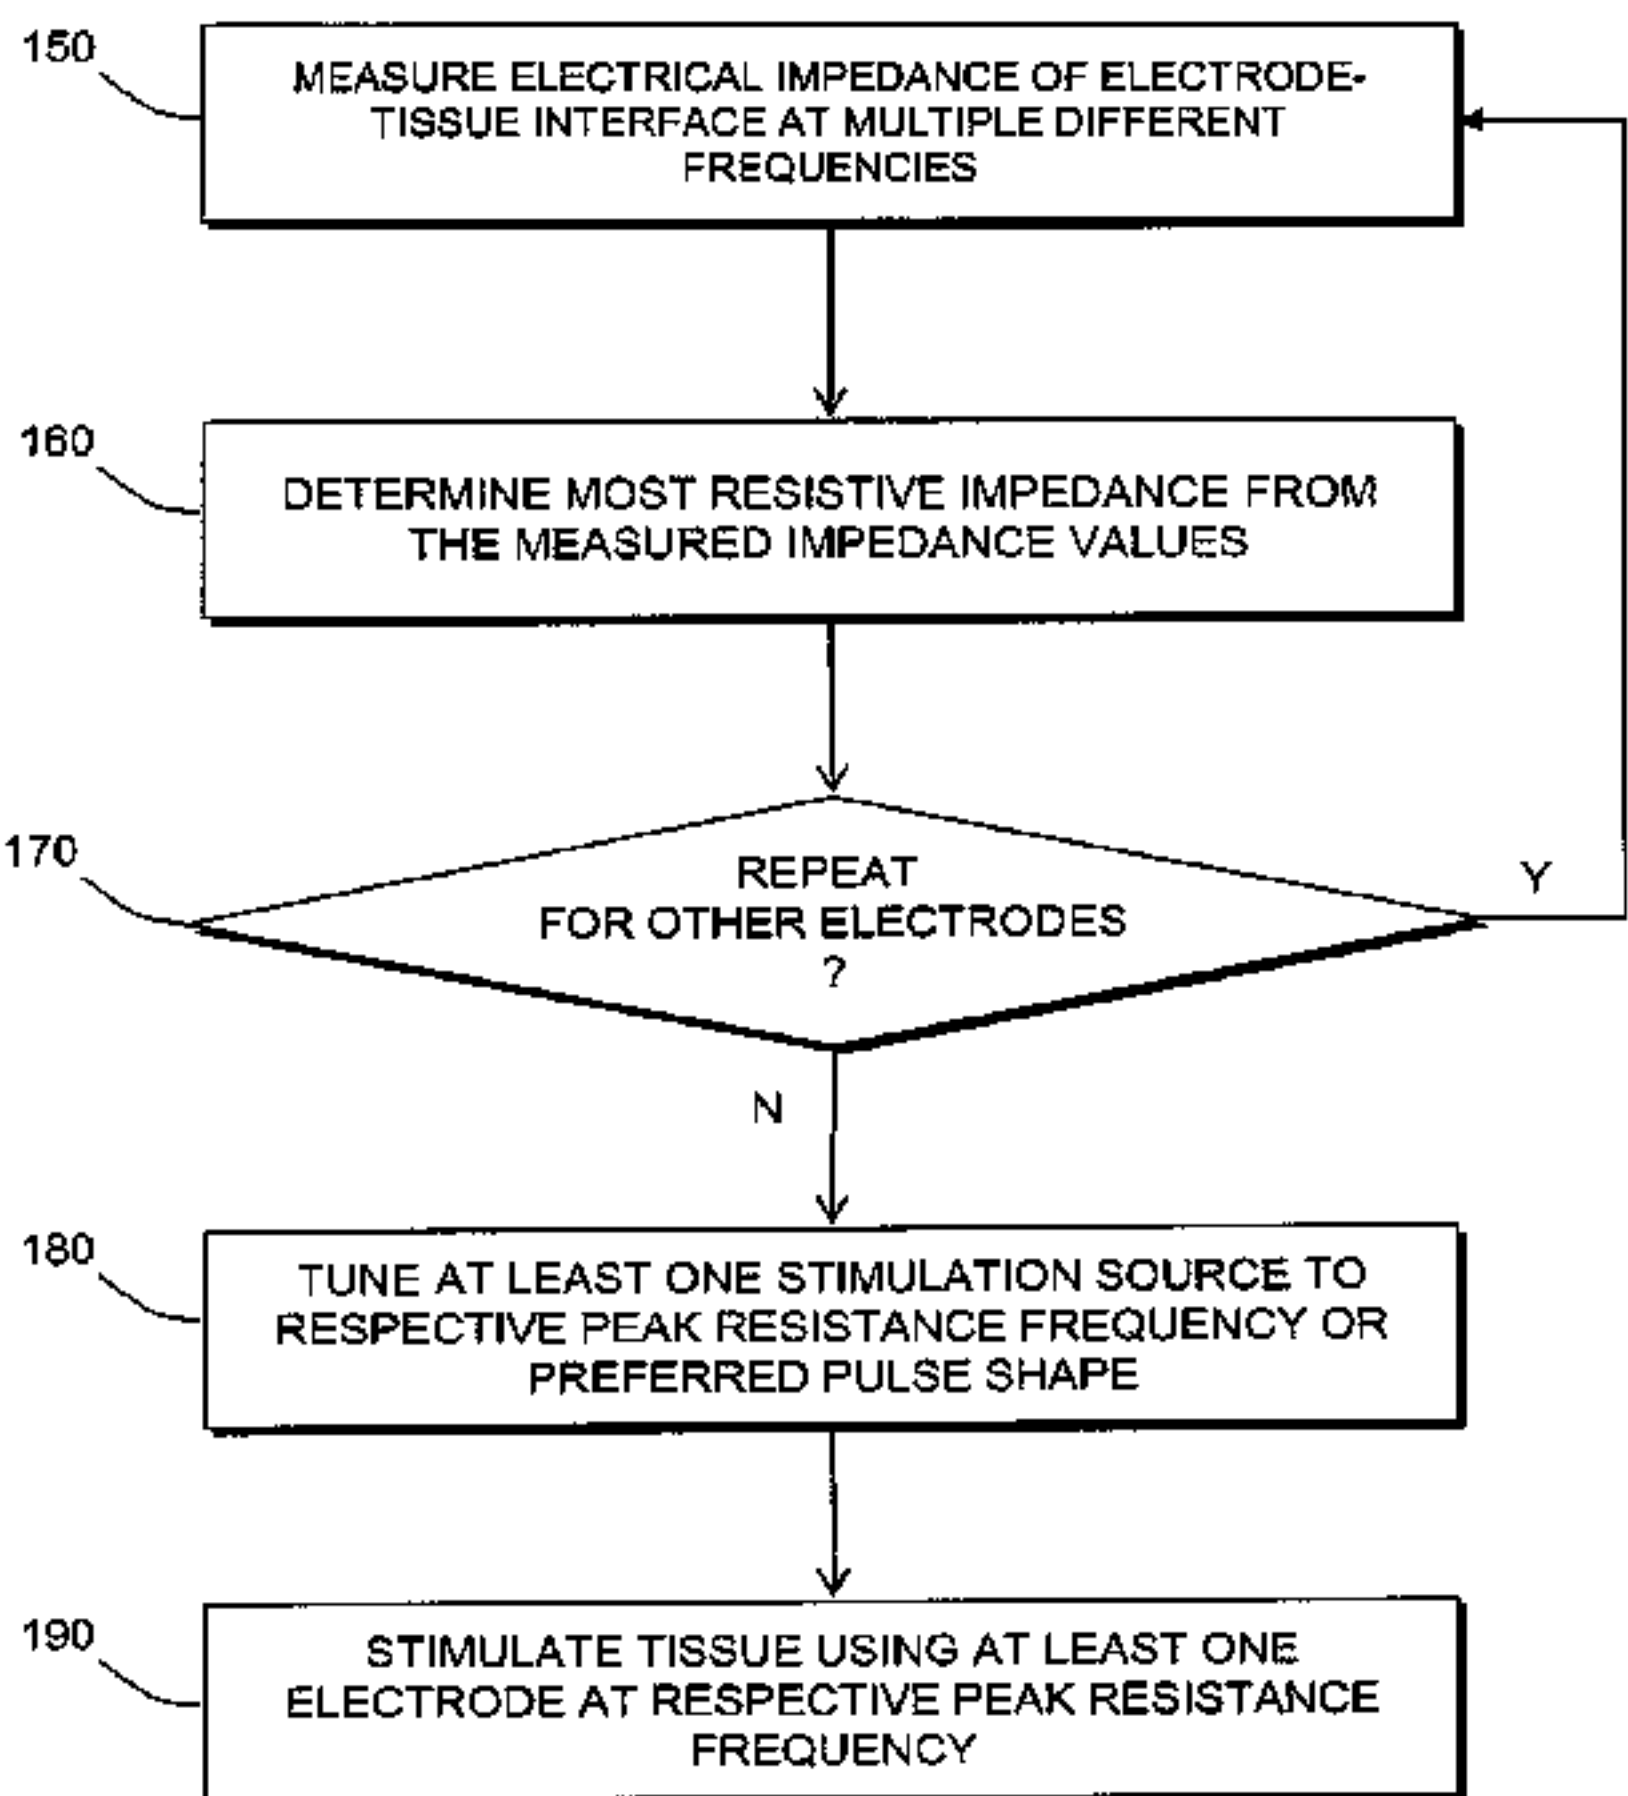 150
MEASURE ELECTRICAL IMPEDANCE OF ELECTRODE-
TISSUE INTERFACE AT MULTIPLE DIFFERENT
FREQUENCIES
160
DETERMINE MOST RESISTIVE IMPEDANCE FROM
THE MEASURED IMPEDANCE VALUES
170
REPEAT
FOR OTHER ELECTRODES
?
Y
N
180
TUNE AT LEAST ONE STIMULATION SOURCE TO
RESPECTIVE PEAK RESISTANCE FREQUENCY OR
PREFERRED PULSE SHAPE
190
STIMULATE TISSUE USING AT LEAST ONE
ELECTRODE AT RESPECTIVE PEAK RESISTANCE
FREQUENCY